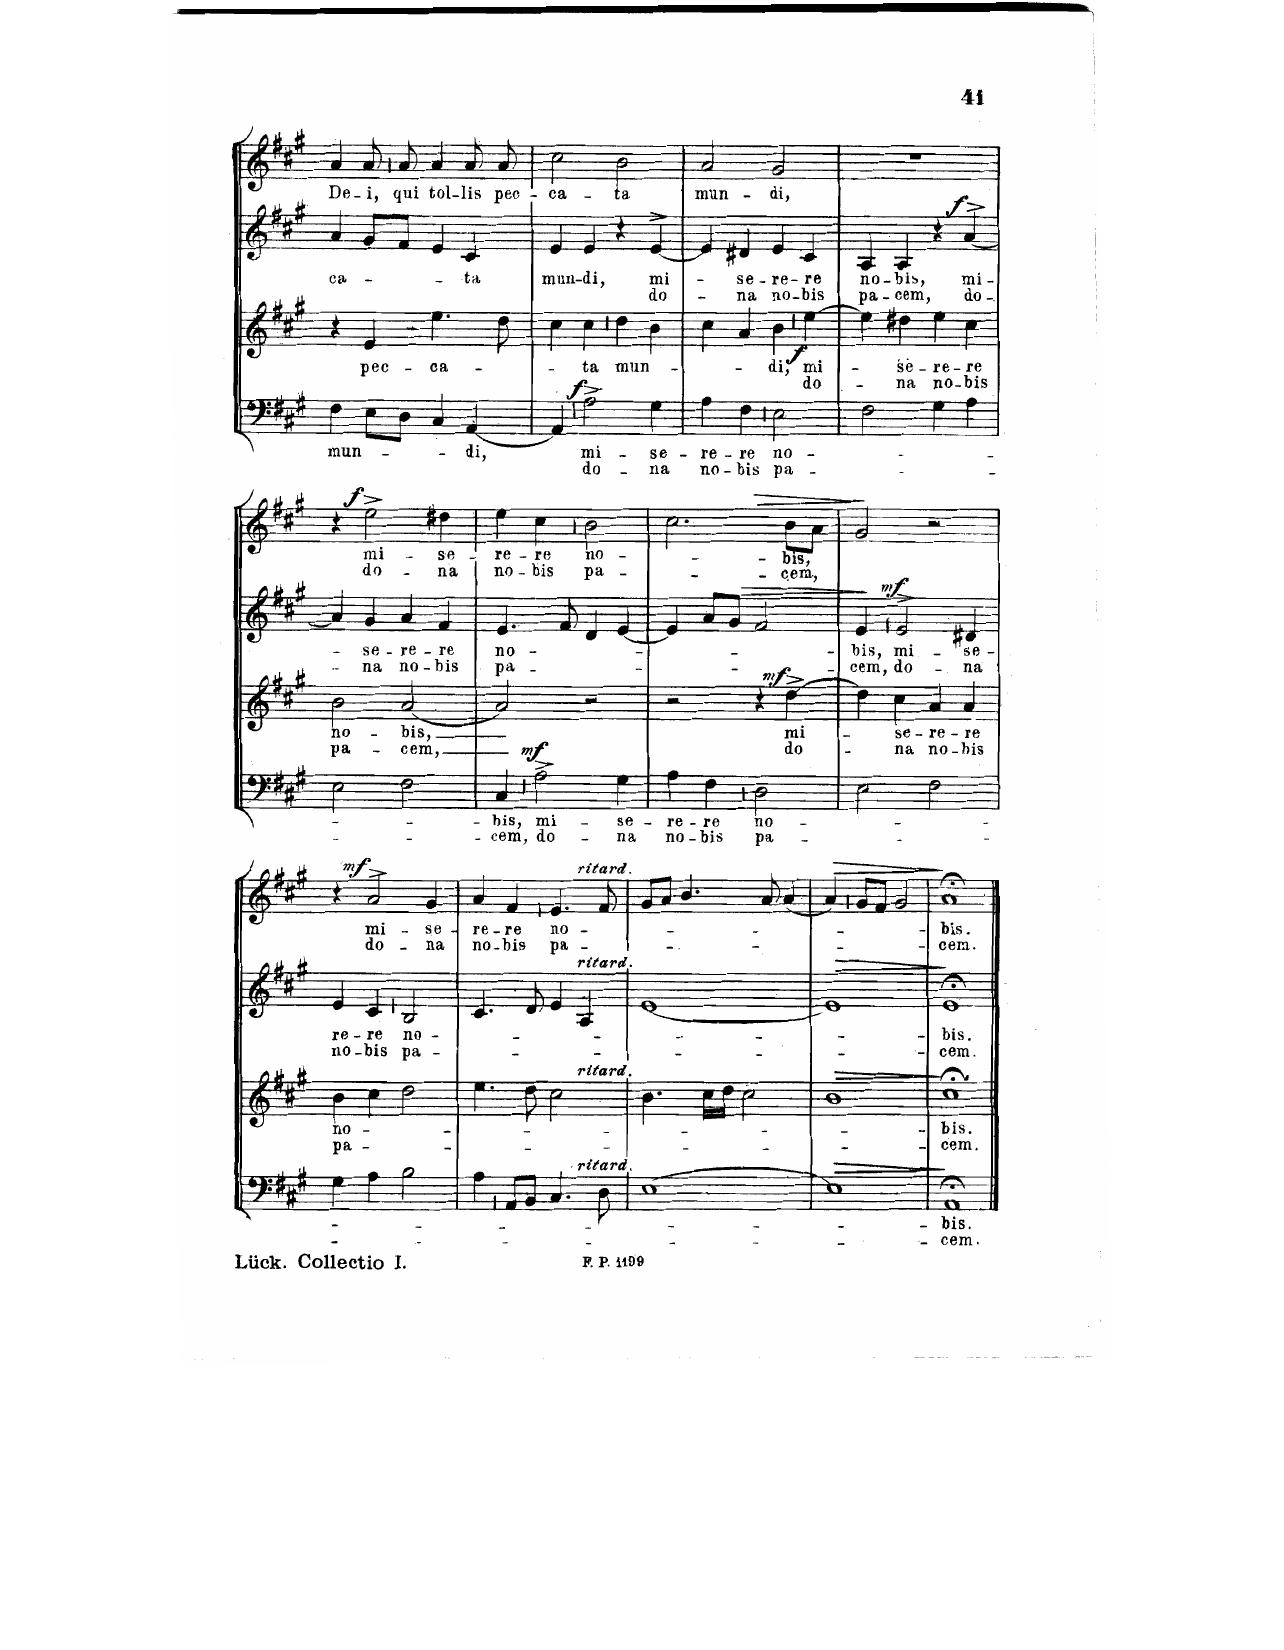 41
De - i, qui tol - lis pec - ca - ta mun - di,
f
ca - - ta mun - di, mi - se - re - re no - bis, mi -
do - na no - bis pa - cem, do -
pec - ca - - ta mun - - di, mi - se - re - re
f
do - na no - bis
f
mun - - di, mi - se - re - re no - - -
do - na no - bis pa - - -
f
mi - se - re - re no - - bis,
do - na no - bis pa - - cem,
mf
- se - re - re no - - - bis, mi - se -
- na no - bis pa - - - cem, do - na
mf
no - bis, mi - se - re - re
pa - cem, do - na no - bis
mf
- - bis, mi - se - re - re no - - -
- - cem, do - na no - bis pa - - -
mf ritard.
mi - se - re - re no - - - - bis.
do - na no - bis pa - - - - cem.
ritard.
re - re no - - - - - bis.
no - bis pa - - - - - cem.
ritard.
no - - - - - - bis.
pa - - - - - - cem.
ritard.
- - - - - - bis.
- - - - - - cem.
Lück. Collectio I. F. P. 1199